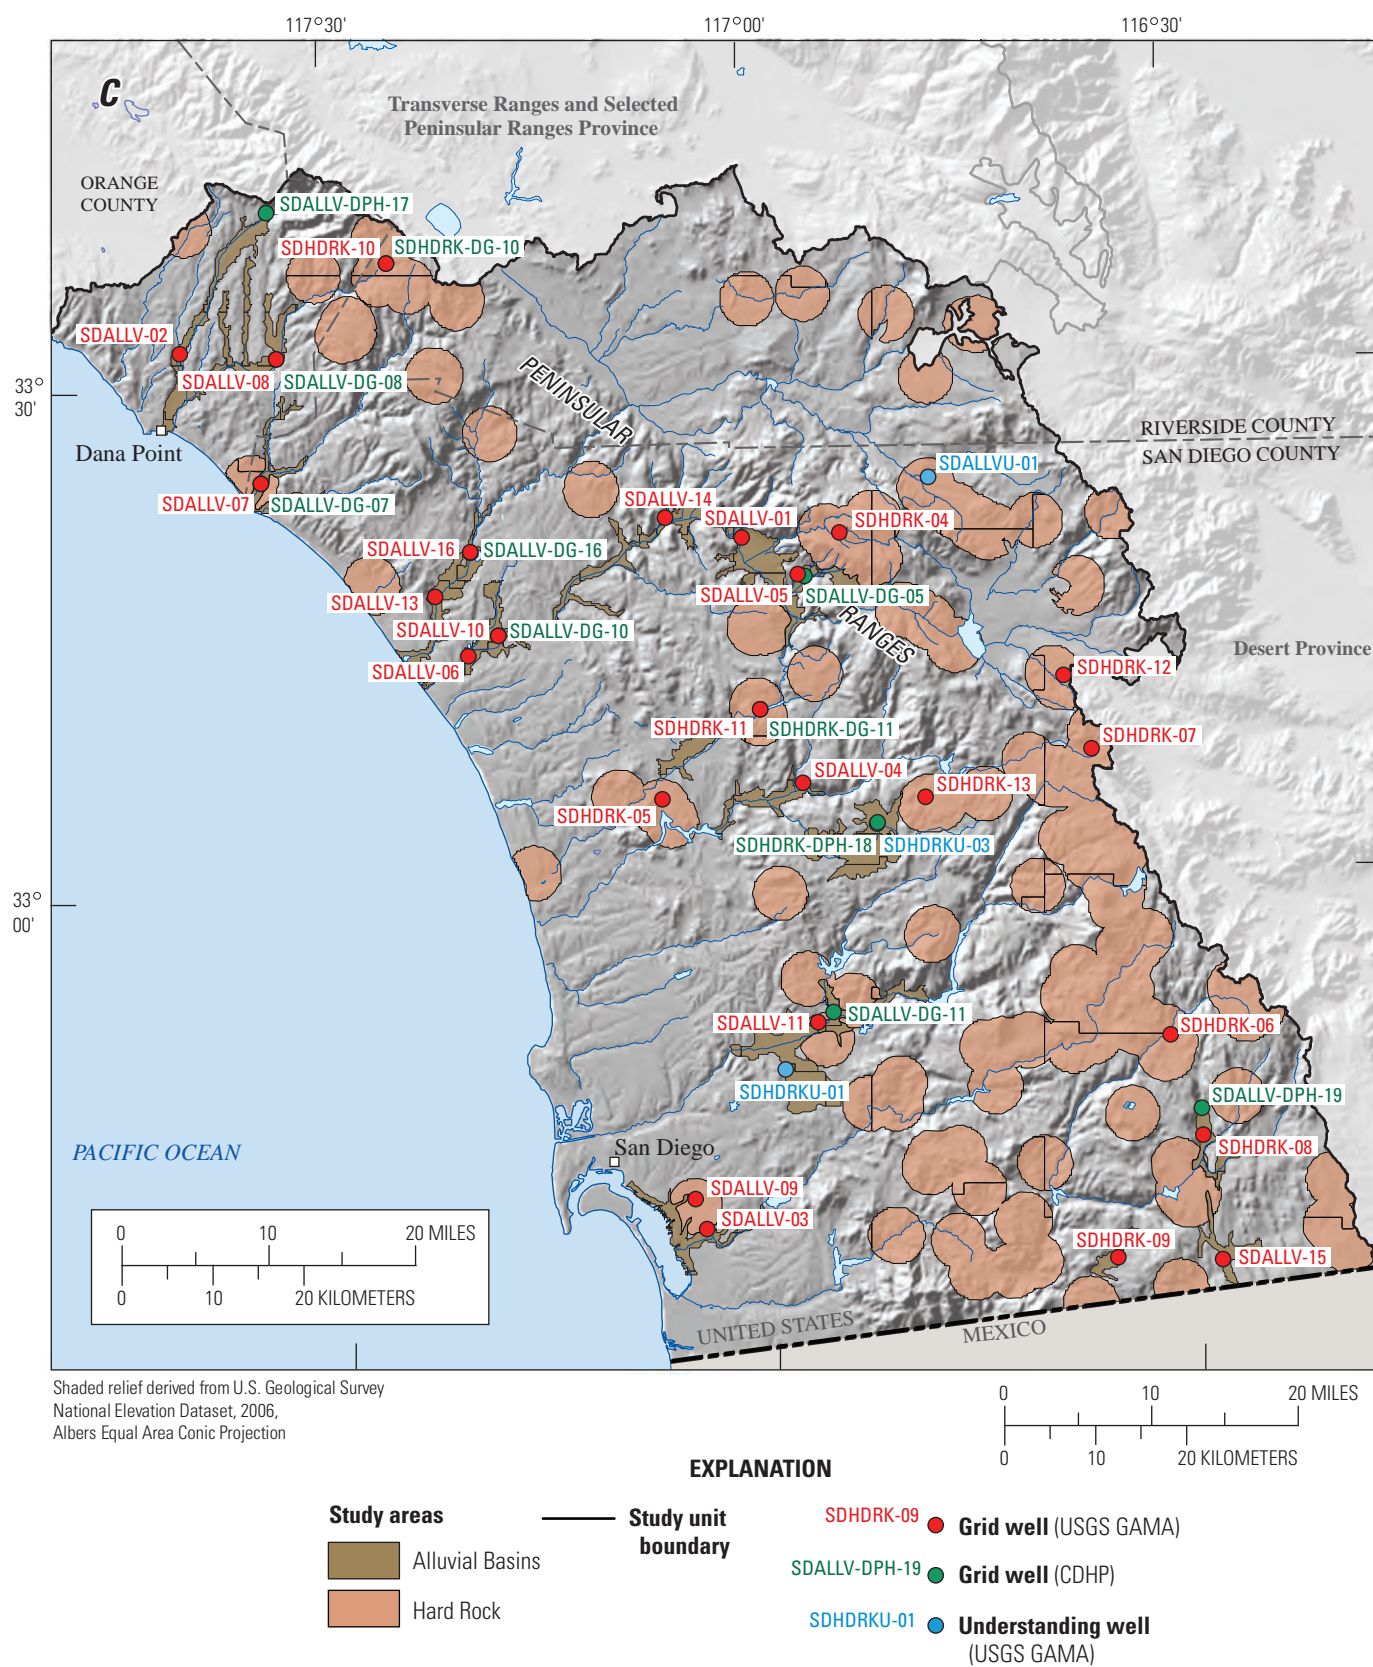 117°30'
117°00'
116°30'
C
Transverse Ranges and Selected
Peninsular Ranges Province
ORANGE
COUNTY
SDALLV-DPH-17
SDHDRK-10
SDHDRK-DG-10
SDALLV-02
SDALLV-08
SDALLV-DG-08
33°
30'
PENINSULAR
RIVERSIDE COUNTY
SAN DIEGO COUNTY
Dana Point
SDALLVU-01
SDALLV-07
SDALLV-DG-07
SDALLV-14
SDALLV-01
SDHDRK-04
SDALLV-16
SDALLV-DG-16
SDALLV-13
SDALLV-05
SDALLV-DG-05
RANGES
SDALLV-10
SDALLV-DG-10
SDALLV-06
Desert Province
SDHDRK-12
SDHDRK-11
SDHDRK-DG-11
SDHDRK-07
SDALLV-04
SDHDRK-13
SDHDRK-05
SDHDRK-DPH-18
SDHDRKU-03
33°
00'
SDALLV-11
SDALLV-DG-11
SDHDRK-06
SDHDRKU-01
SDALLV-DPH-19
SDHDRK-08
PACIFIC OCEAN
San Diego
SDALLV-09
SDALLV-03
SDHDRK-09
SDALLV-15
0 10 20 MILES
0 10 20 KILOMETERS
UNITED STATES
MEXICO
Shaded relief derived from U.S. Geological Survey
National Elevation Dataset, 2006,
Albers Equal Area Conic Projection
0 10 20 MILES
0 10 20 KILOMETERS
EXPLANATION
Study areas
Alluvial Basins
Hard Rock
Study unit
boundary
SDHDRK-09 Grid well (USGS GAMA)
SDALLV-DPH-19 Grid well (CDHP)
SDHDRKU-01 Understanding well
(USGS GAMA)